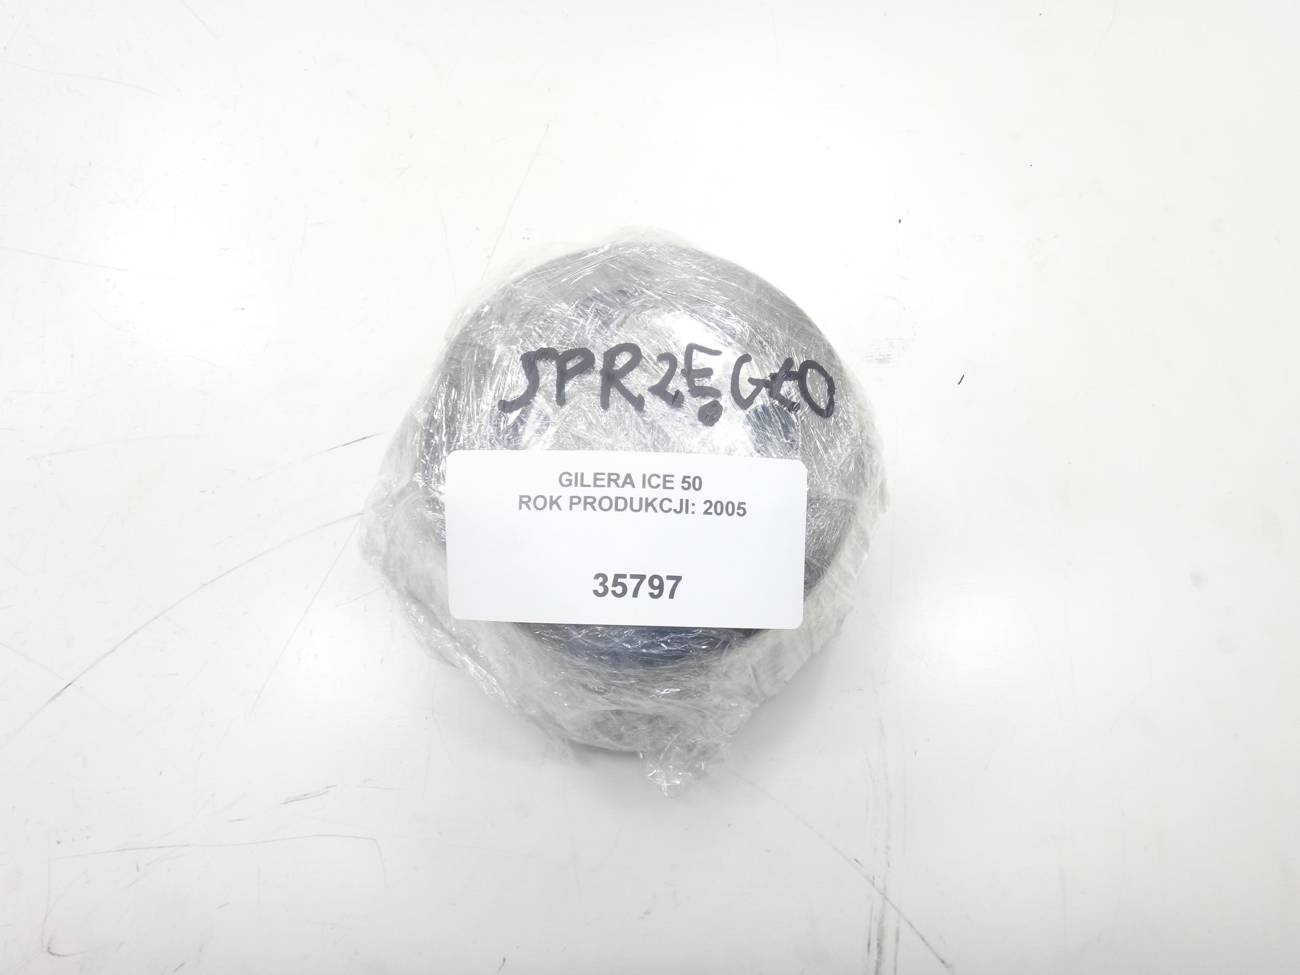 SPRZĘGŁO
GILERA ICE 50
ROK PRODUKCJI: 2005
35797